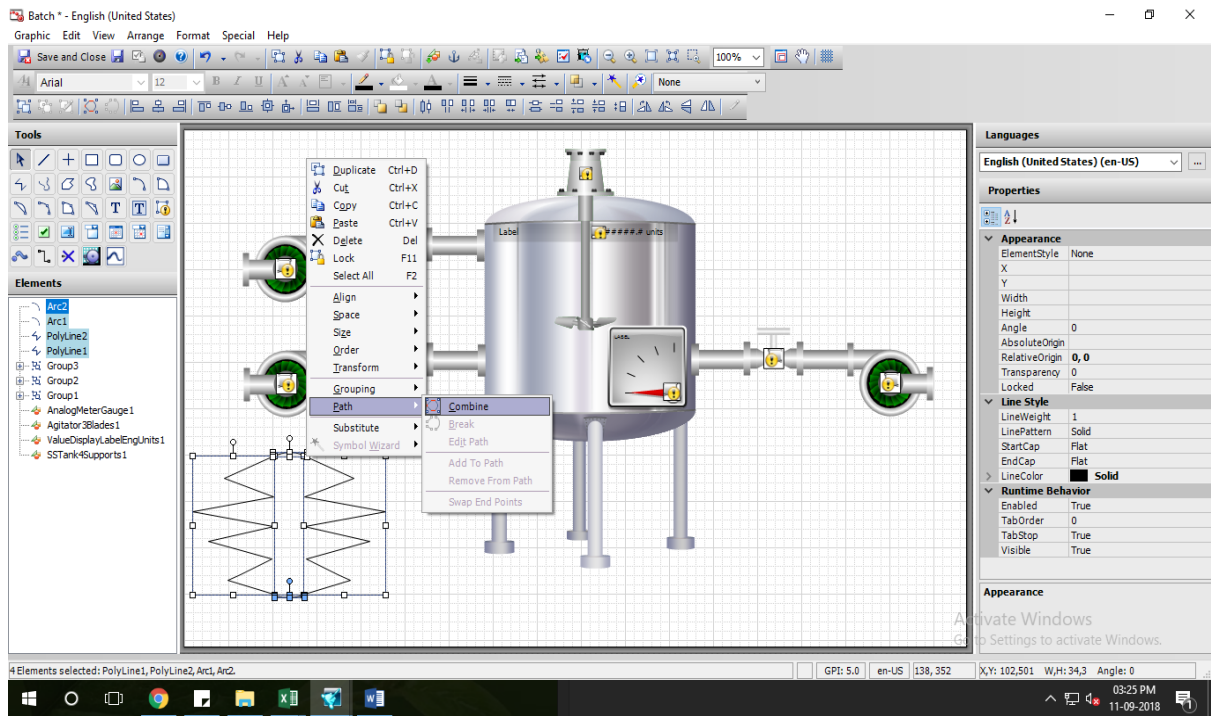 Batch * - English (United States)
Graphic Edit View Arrange Format Special Help
Save and Close
100%
Arial 12 B I U A A A None
Tools
T T
Elements
Arc2
Arc1
PolyLine2
PolyLine1
Group3
Group2
Group1
AnalogMeterGauge1
Agitator3Blades1
ValueDisplayLabelEngUnits1
SSTank4Supports1
Duplicate Ctrl+D
Cut Ctrl+X
Copy Ctrl+C
Paste Ctrl+V
Delete Del
Lock F11
Select All F2
Align
Space
Size
Order
Transform
Grouping
Path
Substitute
Symbol Wizard
Combine
Break
Edit Path
Add To Path
Remove From Path
Swap End Points
Label #####.# units
LABEL
Languages
English (United States) (en-US) ...
Properties
Appearance
ElementStyle None
X
Y
Width
Height
Angle 0
AbsoluteOrigin
RelativeOrigin 0, 0
Transparency 0
Locked False
Line Style
LineWeight 1
LinePattern Solid
StartCap Flat
EndCap Flat
LineColor Solid
Runtime Behavior
Enabled True
TabOrder 0
TabStop True
Visible True
Appearance
Activate Windows
Go to Settings to activate Windows.
4 Elements selected: PolyLine1, PolyLine2, Arc1, Arc2.
GPI: 5.0 en-US 138, 352 X,Y: 102,501 W,H: 34,3 Angle: 0
03:25 PM
11-09-2018